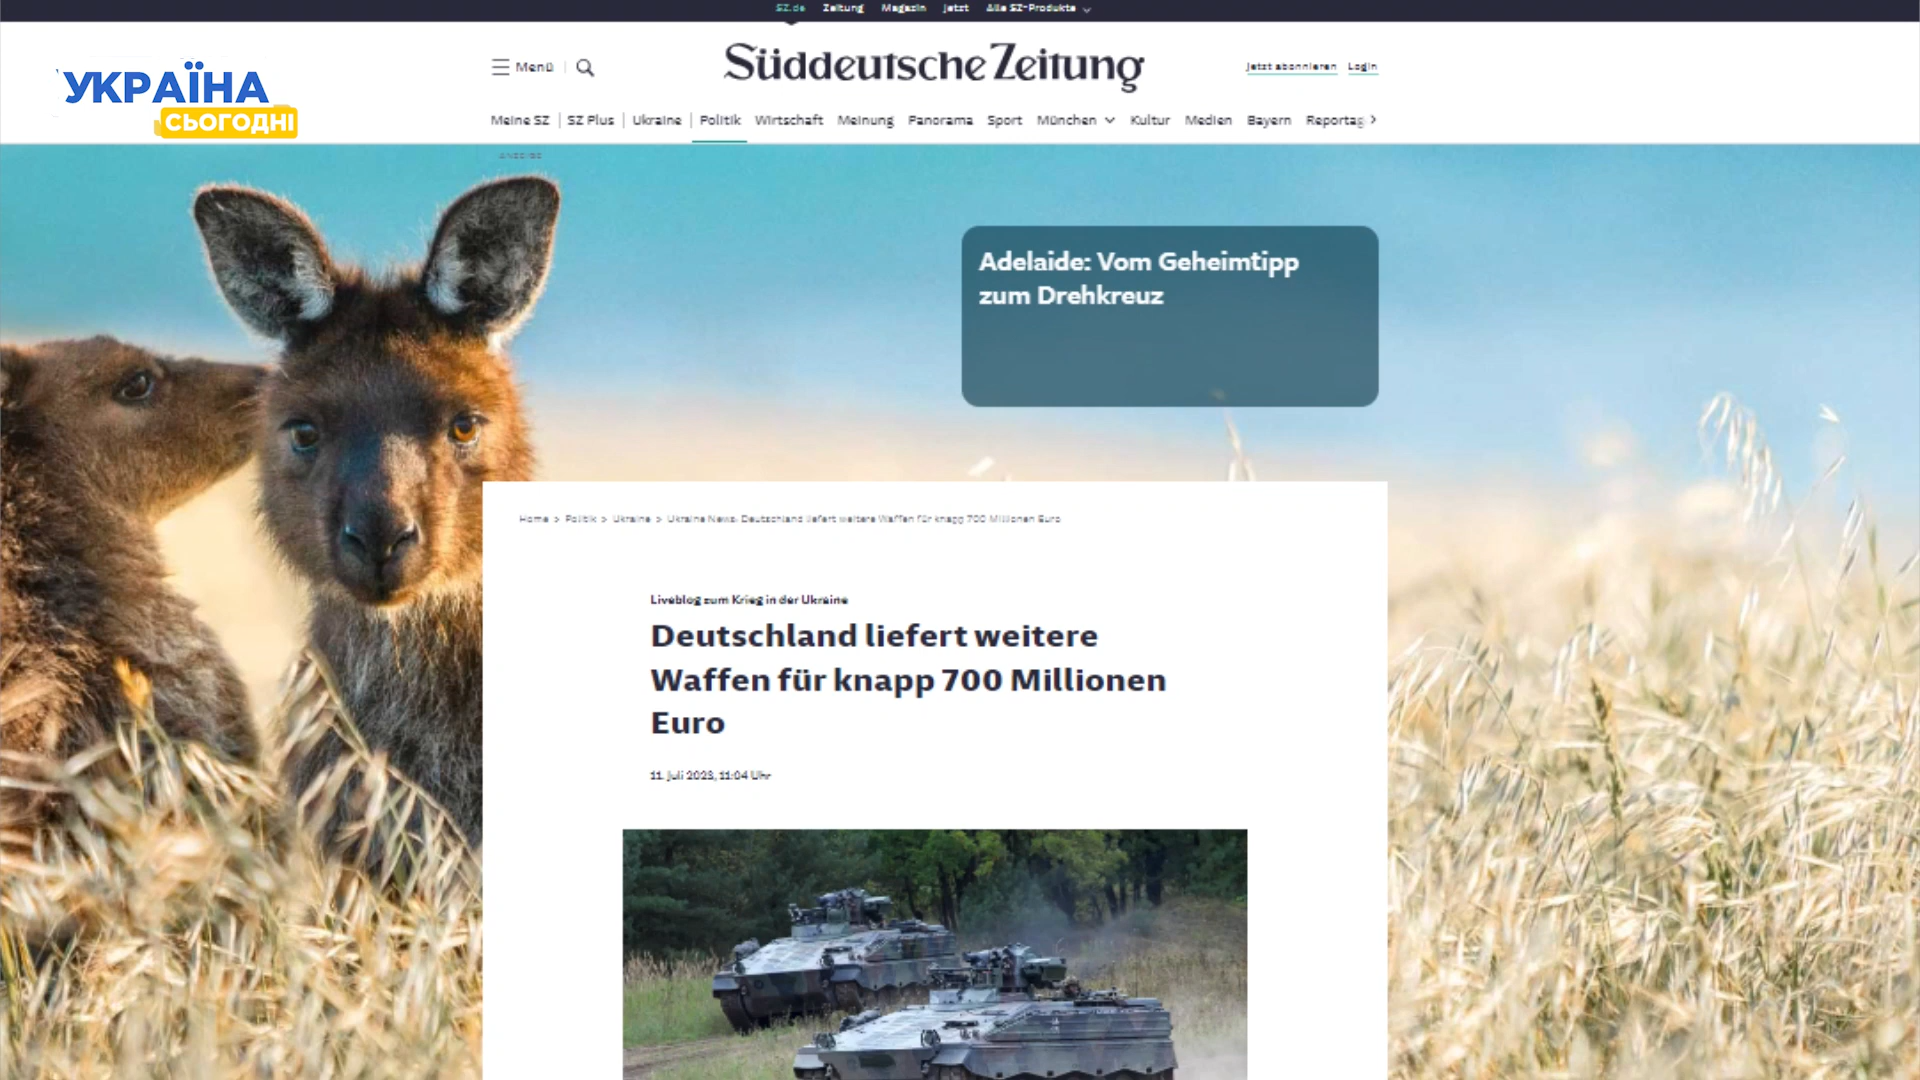 SZ.de Zeitung Magazin Jetzt Alle SZ-Produkte
УКРАЇНА
СЬОГОДНІ
Menü
Süddeutsche Zeitung
Jetzt abonnieren Login
Meine SZ SZ Plus Ukraine Politik Wirtschaft Meinung Panorama Sport München Kultur Medien Bayern Reportag
ANZEIGE
Adelaide: Vom Geheimtipp
zum Drehkreuz
Home > Politik > Ukraine > Ukraine News: Deutschland liefert weitere Waffen für knapp 700 Millionen Euro
Liveblog zum Krieg in der Ukraine
Deutschland liefert weitere
Waffen für knapp 700 Millionen
Euro
11. Juli 2023, 11:04 Uhr